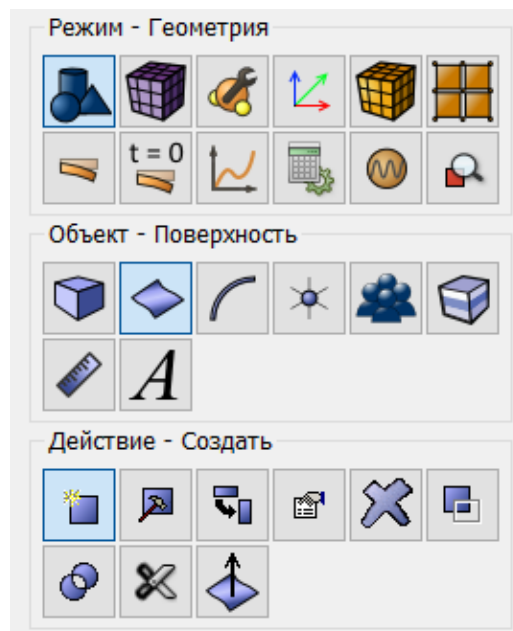 Режим - Геометрия
t = 0
Объект - Поверхность
A
Действие - Создать